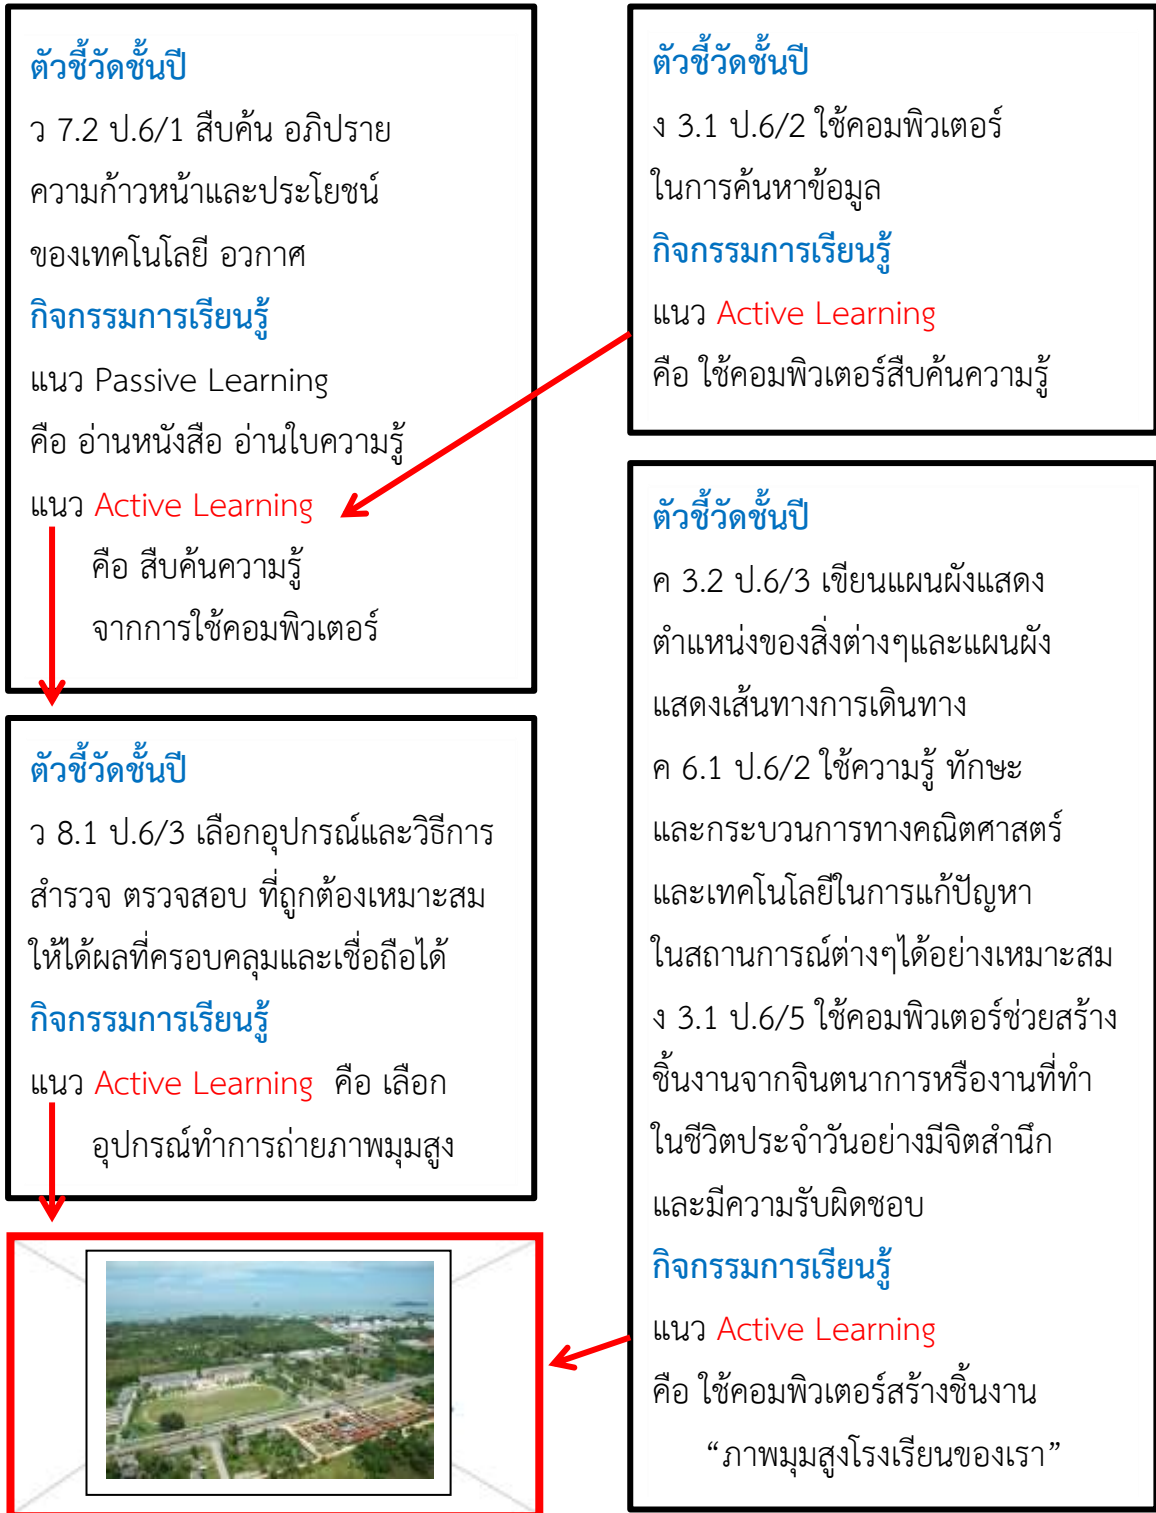 ตัวชี้วัดชั้นปี
ว 7.2 ป.6/1 สืบค้น อภิปราย
ความก้าวหน้าและประโยชน์
ของเทคโนโลยี อวกาศ
กิจกรรมการเรียนรู้
แนว Passive Learning
คือ อ่านหนังสือ อ่านใบความรู้
แนว Active Learning
คือ สืบค้นความรู้
จากการใช้คอมพิวเตอร์
ตัวชี้วัดชั้นปี
ว 8.1 ป.6/3 เลือกอุปกรณ์และวิธีการ
สำรวจ ตรวจสอบ ที่ถูกต้องเหมาะสม
ให้ได้ผลที่ครอบคลุมและเชื่อถือได้
กิจกรรมการเรียนรู้
แนว Active Learning คือ เลือก
อุปกรณ์ทำการถ่ายภาพมุมสูง
ตัวชี้วัดชั้นปี
ง 3.1 ป.6/2 ใช้คอมพิวเตอร์
ในการค้นหาข้อมูล
กิจกรรมการเรียนรู้
แนว Active Learning
คือ ใช้คอมพิวเตอร์สืบค้นความรู้
ตัวชี้วัดชั้นปี
ค 3.2 ป.6/3 เขียนแผนผังแสดง
ตำแหน่งของสิ่งต่างๆและแผนผัง
แสดงเส้นทางการเดินทาง
ค 6.1 ป.6/2 ใช้ความรู้ ทักษะ
และกระบวนการทางคณิตศาสตร์
และเทคโนโลยีในการแก้ปัญหา
ในสถานการณ์ต่างๆได้อย่างเหมาะสม
ง 3.1 ป.6/5 ใช้คอมพิวเตอร์ช่วยสร้าง
ชิ้นงานจากจินตนาการหรืองานที่ทำ
ในชีวิตประจำวันอย่างมีจิตสำนึก
และมีความรับผิดชอบ
กิจกรรมการเรียนรู้
แนว Active Learning
คือ ใช้คอมพิวเตอร์สร้างชิ้นงาน
“ภาพมุมสูงโรงเรียนของเรา”